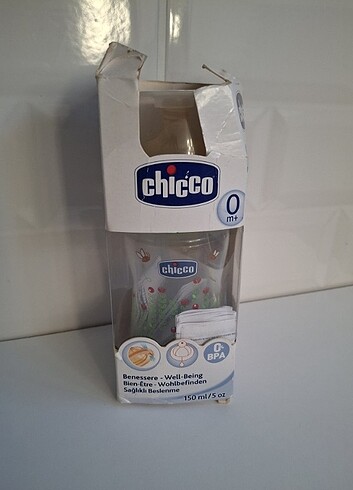 chicco
0
m+
chicco
0%
BPA
Benessere - Well-Being
Bien-Être - Wohlbefinden
Sağlıklı Beslenme
150 ml/5 oz